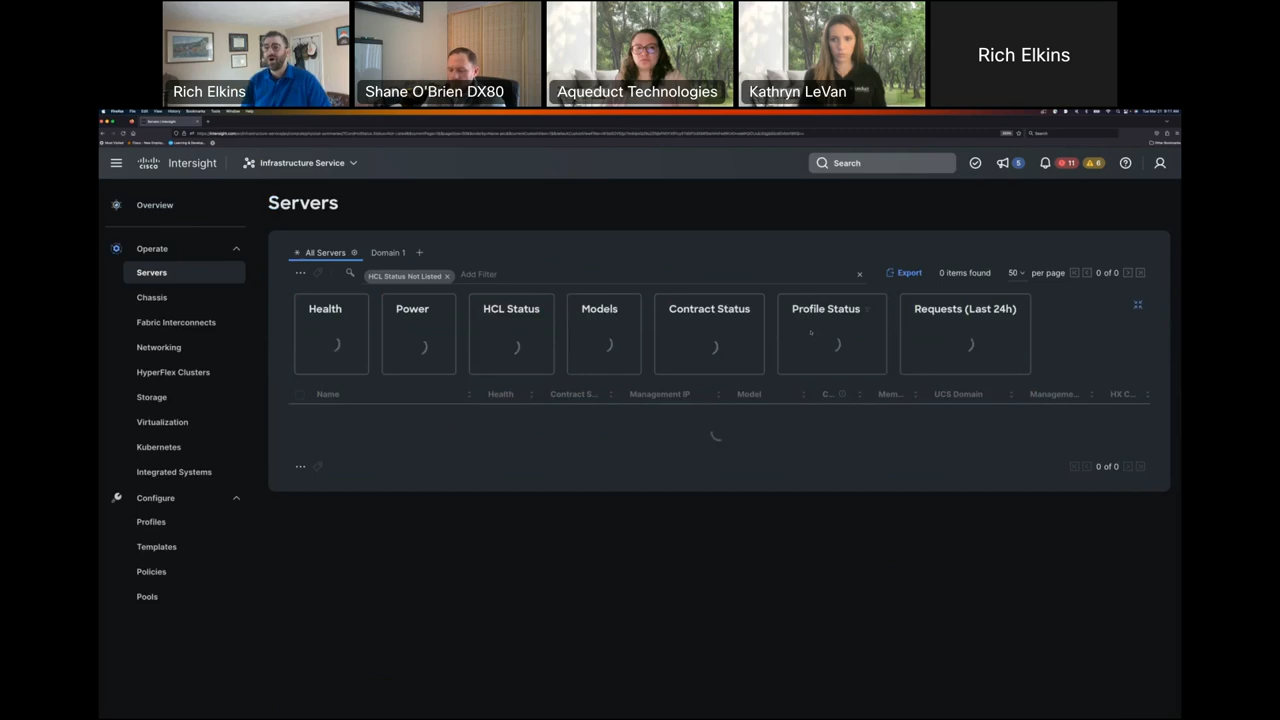 Rich Elkins
Shane O'Brien DX80
Aqueduct Technologies
Kathryn LeVan
Rich Elkins
CISCO Intersight
Infrastructure Service
Search
5
11
6
Overview
Operate
Servers
Chassis
Fabric Interconnects
Networking
HyperFlex Clusters
Storage
Virtualization
Kubernetes
Integrated Systems
Configure
Profiles
Templates
Policies
Pools
Servers
All Servers
Domain 1
HCL Status Not Listed
Add Filter
Export
0 items found
50 per page
0 of 0
Health
Power
HCL Status
Models
Contract Status
Profile Status
Requests (Last 24h)
Name
Health
Contract S...
Management IP
Model
C...
Mem...
UCS Domain
Manageme...
HX C...
0 of 0